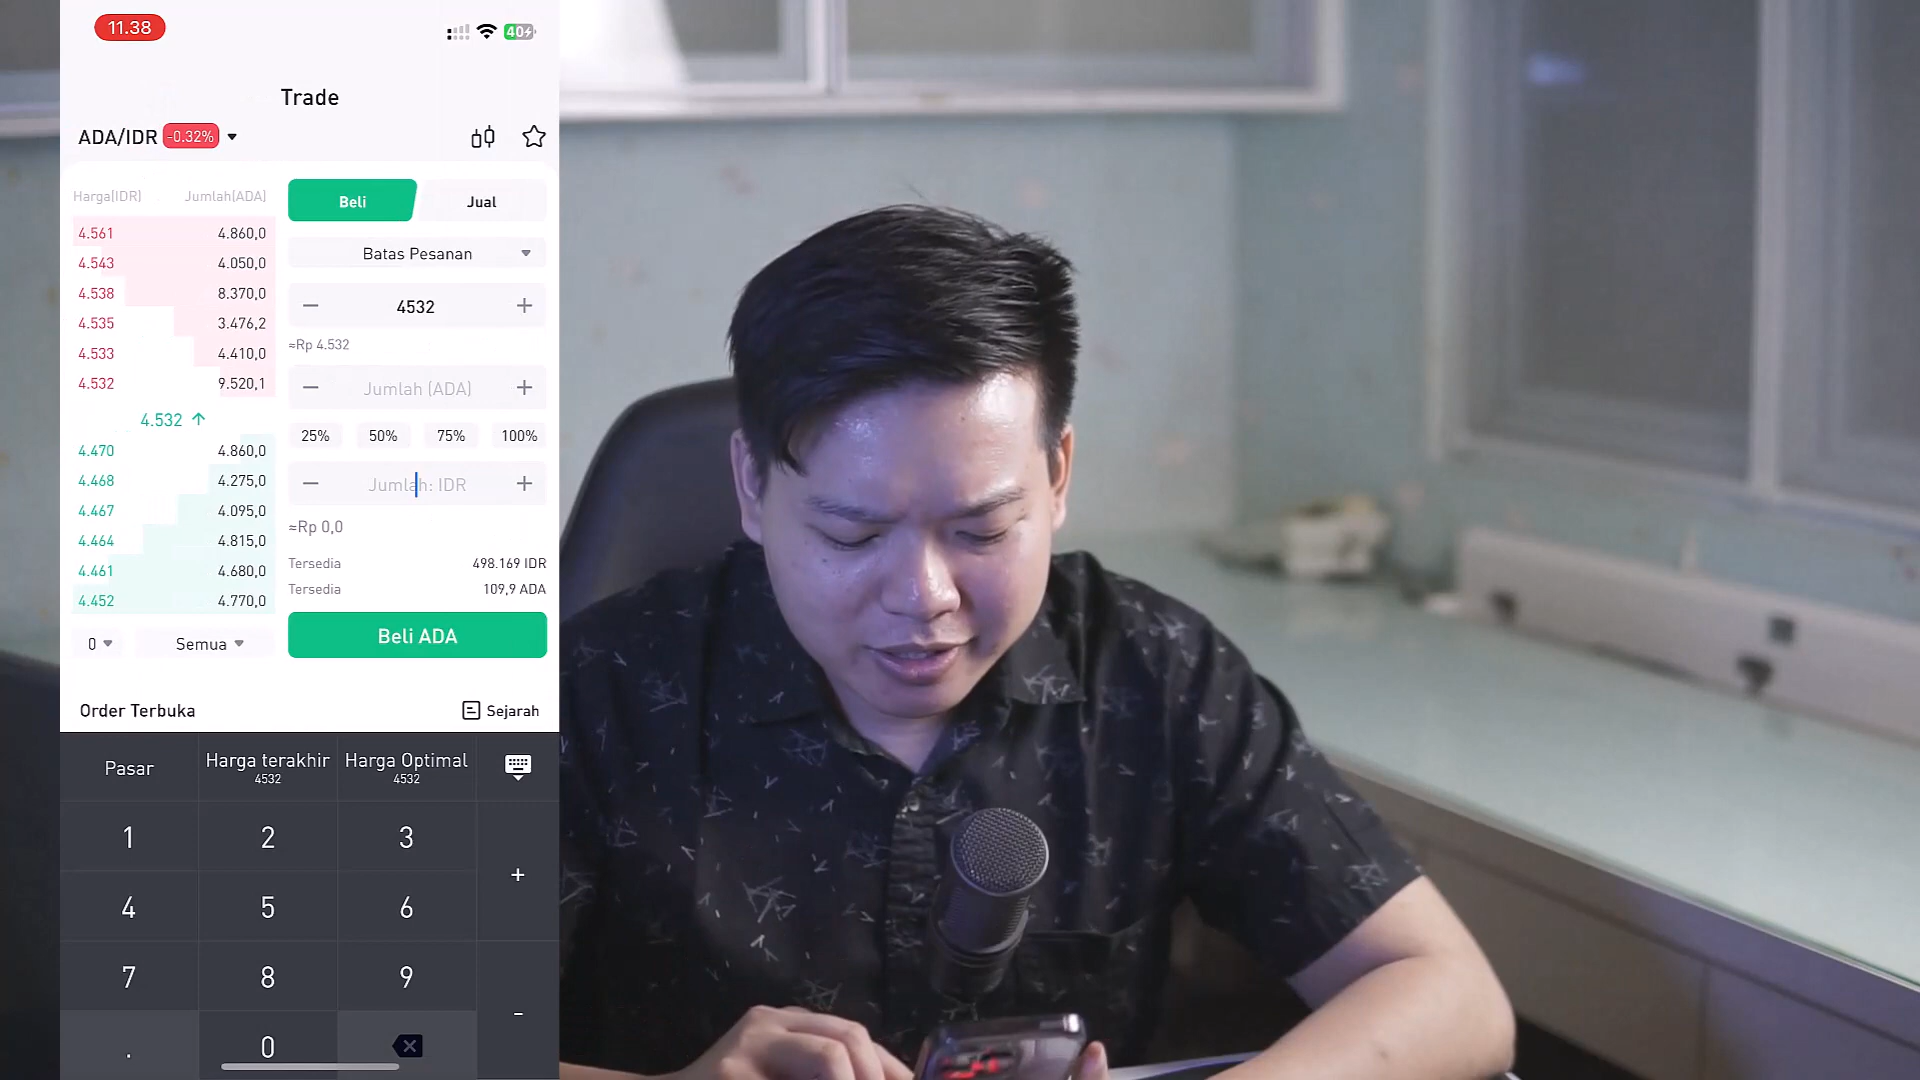 11.38
40
Trade
ADA/IDR -0.32%
Harga(IDR) Jumlah(ADA)
4.561 4.860,0
4.543 4.050,0
4.538 8.370,0
4.535 3.476,2
4.533 4.410,0
4.532 9.520,1
4.532 ↑
4.470 4.860,0
4.468 4.275,0
4.467 4.095,0
4.464 4.815,0
4.461 4.680,0
4.452 4.770,0
0 Semua
Beli Jual
Batas Pesanan
− 4532 +
≈Rp 4.532
− Jumlah (ADA) +
25% 50% 75% 100%
− Jumlah: IDR +
≈Rp 0,0
Tersedia 498.169 IDR
Tersedia 109,9 ADA
Beli ADA
Order Terbuka Sejarah
Pasar Harga terakhir Harga Optimal
4532 4532
1 2 3
+
4 5 6
7 8 9
-
. 0